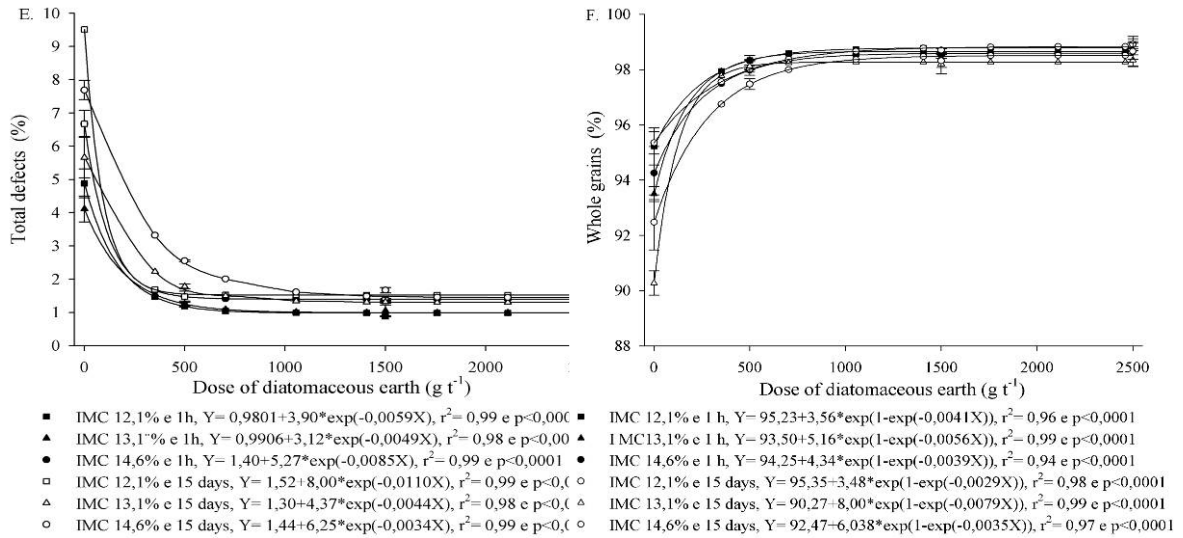 E.
10
9
8
7
6
5
4
3
2
1
0
Total defects (%)
0 500 1000 1500 2000
Dose of diatomaceous earth (g t⁻¹)
■ IMC 12,1% e 1h, Y= 0,9801+3,90*exp(-0,0059X), r²= 0,99 e p<0,000
▲ IMC 13,1% e 1h, Y= 0,9906+3,12*exp(-0,0049X), r²= 0,98 e p<0,00
● IMC 14,6% e 1h, Y= 1,40+5,27*exp(-0,0085X), r²= 0,99 e p<0,0001
□ IMC 12,1% e 15 days, Y= 1,52+8,00*exp(-0,0110X), r²= 0,99 e p<0,0
△ IMC 13,1% e 15 days, Y= 1,30+4,37*exp(-0,0044X), r²= 0,98 e p<0,
○ IMC 14,6% e 15 days, Y= 1,44+6,25*exp(-0,0034X), r²= 0,99 e p<0,
F.
100
98
96
94
92
90
88
Whole grains (%)
0 500 1000 1500 2000 2500
Dose of diatomaceous earth (g t⁻¹)
■ IMC 12,1% e 1 h, Y= 95,23+3,56*exp(1-exp(-0,0041X)), r²= 0,96 e p<0,0001
▲ IMC13,1% e 1 h, Y= 93,50+5,16*exp(1-exp(-0,0056X)), r²= 0,99 e p<0,0001
● IMC 14,6% e 1 h, Y= 94,25+4,34*exp(1-exp(-0,0039X)), r²= 0,94 e p<0,0001
○ IMC 12,1% e 15 days, Y= 95,35+3,48*exp(1-exp(-0,0029X)), r²= 0,98 e p<0,0001
△ IMC 13,1% e 15 days, Y= 90,27+8,00*exp(1-exp(-0,0079X)), r²= 0,99 e p<0,0001
○ IMC 14,6% e 15 days, Y= 92,47+6,038*exp(1-exp(-0,0035X)), r²= 0,97 e p<0,0001